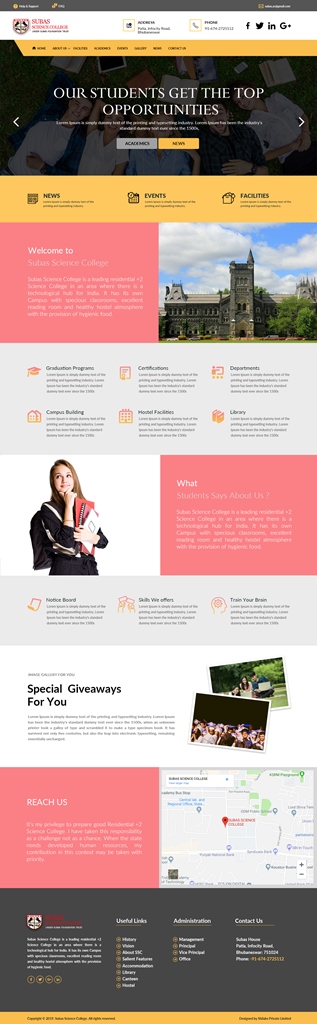 Help & Support
FAQ
SUBAS
SCIENCE COLLEGE
ADDRESS
Patia, Infocity Road,
Bhubaneswar
PHONE
91-674-2725112
HOME
ABOUT US
FACILITIES
ACADEMICS
EVENTS
GALLERY
NEWS
CONTACT US
OUR STUDENTS GET THE TOP
OPPORTUNITIES
Lorem Ipsum is simply dummy text of the printing and typesetting industry. Lorem Ipsum has been the industry's
standard dummy text ever since the 1500s,
ACADEMICS
NEWS
NEWS
Lorem Ipsum is simply dummy text of the
printing and typesetting industry.
EVENTS
Lorem Ipsum is simply dummy text of the
printing and typesetting industry.
FACILITIES
Lorem Ipsum is simply dummy text of the
printing and typesetting industry.
Welcome to
Subas Science College
Subas Science College is a leading residential +2
Science College in an area where there is a
technological hub for India. It has its own
Campus with specious classrooms, excellent
reading room and healthy hostel atmosphere
with the provision of hygienic food.
Graduation Programs
Lorem Ipsum is simply dummy text of the
printing and typesetting industry. Lorem
Ipsum has been the industry's standard
dummy text ever since the 1500s
Certifications
Lorem Ipsum is simply dummy text of the
printing and typesetting industry. Lorem
Ipsum has been the industry's standard
dummy text ever since the 1500s
Departments
Lorem Ipsum is simply dummy text of the
printing and typesetting industry. Lorem
Ipsum has been the industry's standard
dummy text ever since the 1500s
Campus Building
Lorem Ipsum is simply dummy text of the
printing and typesetting industry. Lorem
Ipsum has been the industry's standard
dummy text ever since the 1500s
Hostel Facilities
Lorem Ipsum is simply dummy text of the
printing and typesetting industry. Lorem
Ipsum has been the industry's standard
dummy text ever since the 1500s
Library
Lorem Ipsum is simply dummy text of the
printing and typesetting industry. Lorem
Ipsum has been the industry's standard
dummy text ever since the 1500s
What
Students Says About Us !
Subas Science College is a leading residential +2
Science College in an area where there is a
technological hub for India. It has its own
Campus with specious classrooms, excellent
reading room and healthy hostel atmosphere
with the provision of hygienic food.
Notice Board
Lorem Ipsum is simply dummy text of the
printing and typesetting industry. Lorem
Ipsum has been the industry's standard
dummy text ever since the 1500s
Skills We offers
Lorem Ipsum is simply dummy text of the
printing and typesetting industry. Lorem
Ipsum has been the industry's standard
dummy text ever since the 1500s
Train Your Brain
Lorem Ipsum is simply dummy text of the
printing and typesetting industry. Lorem
Ipsum has been the industry's standard
dummy text ever since the 1500s
IMAGE GALLERY FOR YOU
Special Giveaways
For You
Lorem Ipsum is simply dummy text of the printing and typesetting industry. Lorem
Ipsum has been the industry's standard dummy text ever since the 1500s, when an unknown
printer took a galley of type and scrambled it to make a type specimen book. It has
survived not only five centuries, but also the leap into electronic typesetting, remaining
essentially unchanged.
REACH US
It's my privilege to prepare good Residential +2
Science College. I have taken this responsibility
as a challenge not as a chance. When the state
needs developed human resources, my
contribution in this context may be taken with
priority.
SUBAS SCIENCE
COLLEGE
SUBAS SCIENCE
COLLEGE
SUBAS
SCIENCE COLLEGE
Subas Science College is a leading residential +2
Science College in an area where there is a
technological hub for India. It has its own Campus
with specious classrooms, excellent reading room
and healthy hostel atmosphere with the provision
of hygienic food.
Useful Links
History
Vision
About SSC
Salient Features
Accommodation
Library
Canteen
Hostel
Administration
Management
Principal
Vice Principal
Office
Contact Us
Subas House
Patia, Infocity Road,
Bhubaneswar: 751024
Phone : 91-674-2725112
Copyright © 2019. Subas Science College. All rights reserved.